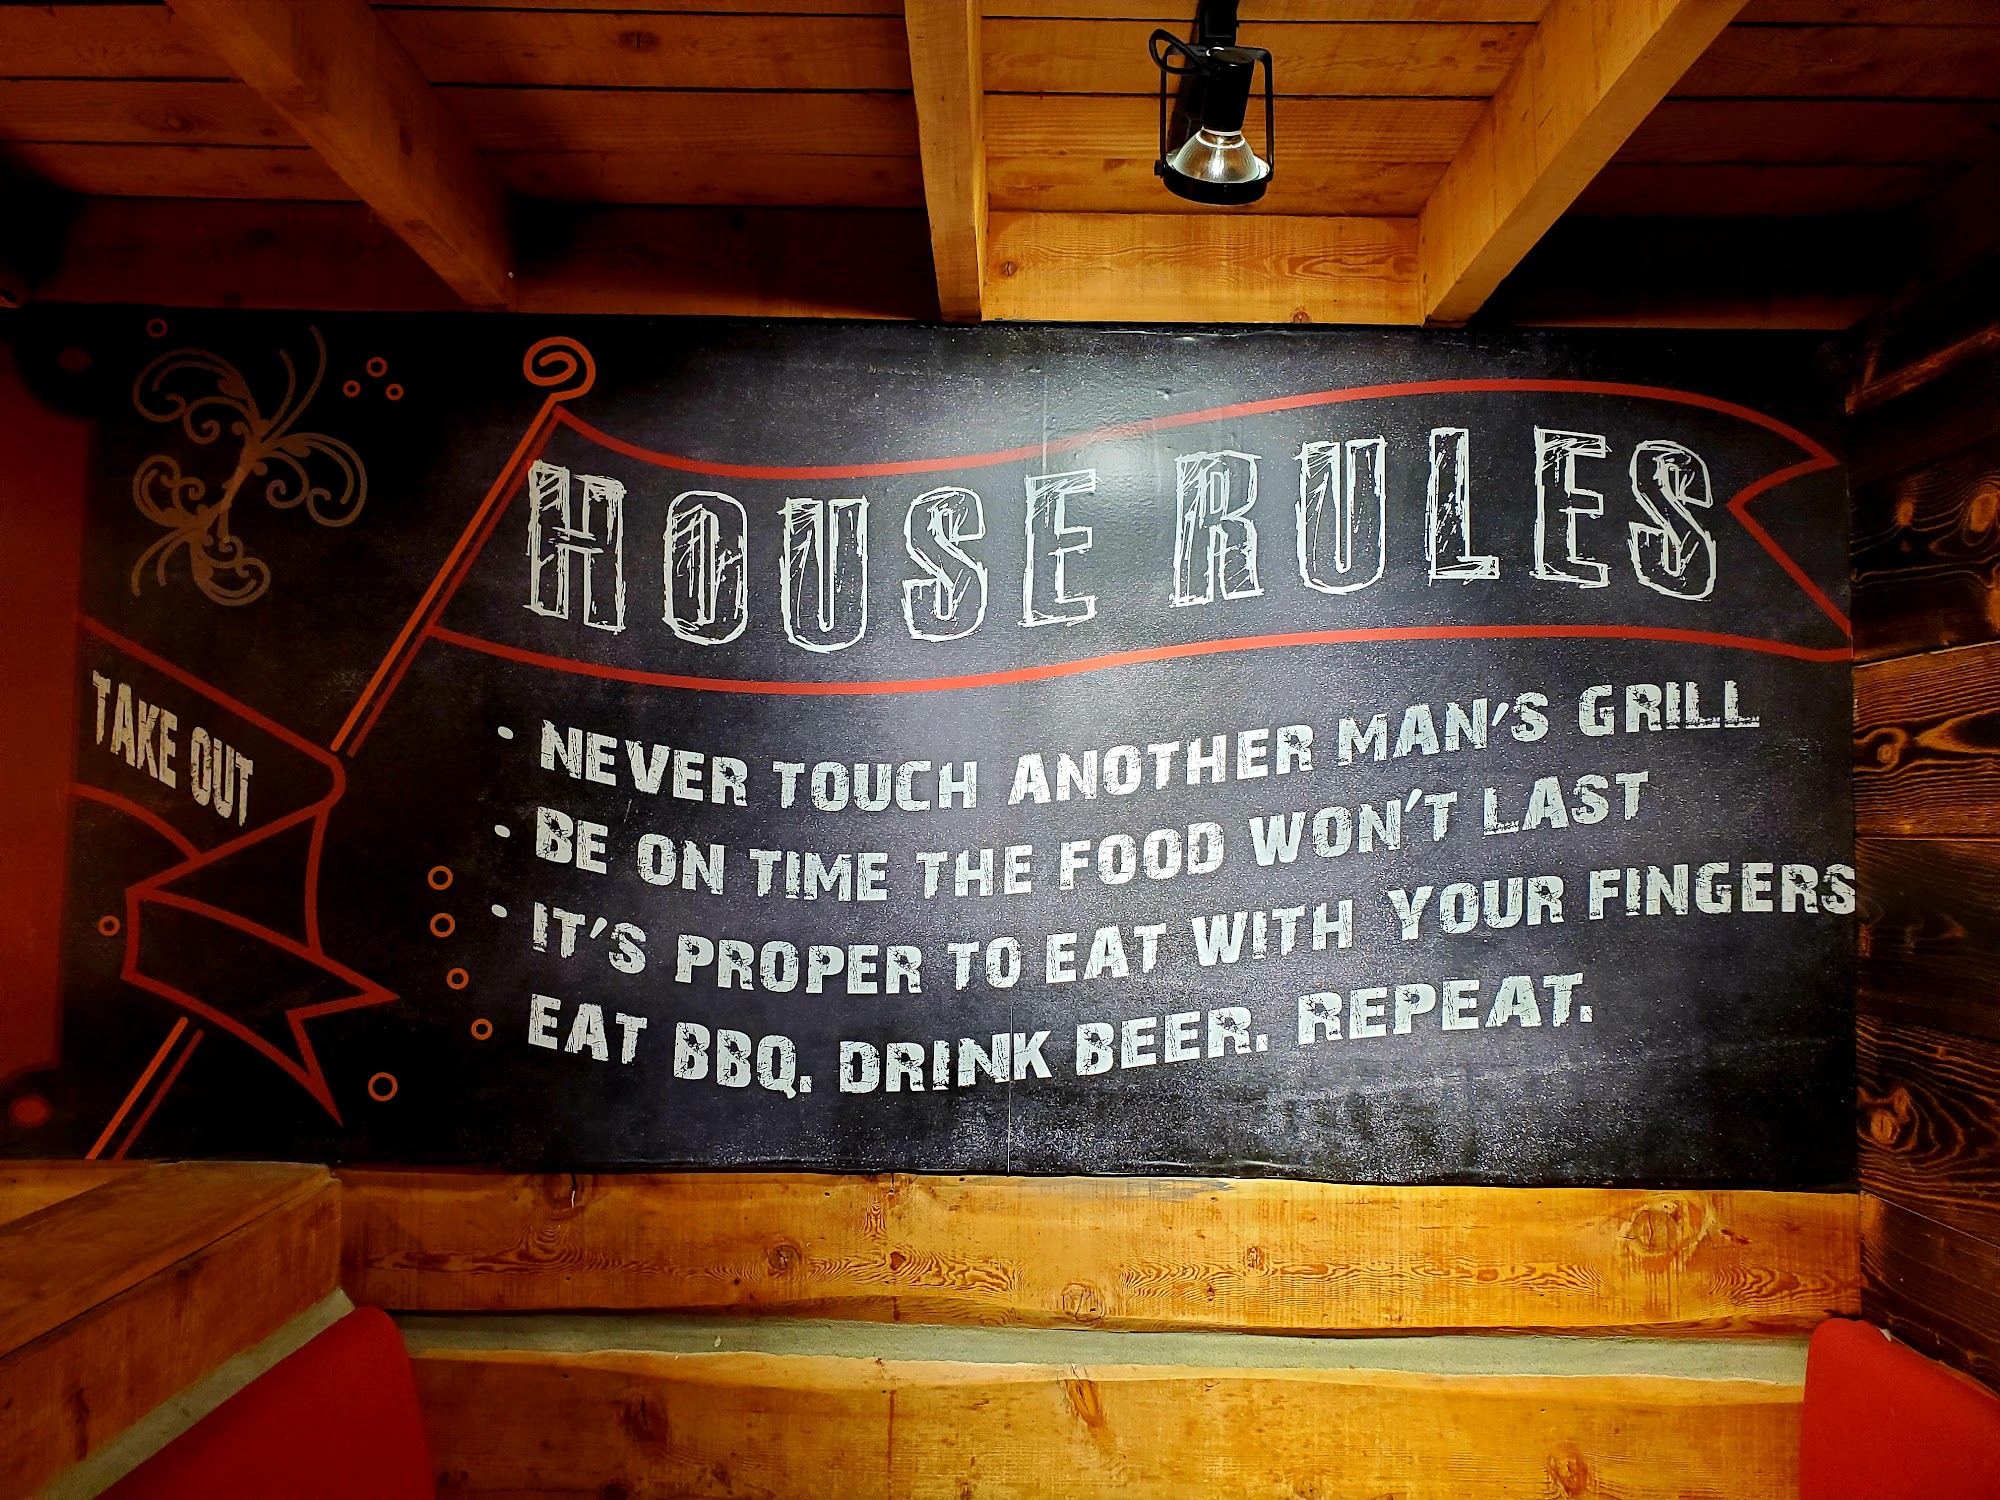 HOUSE RULES
• NEVER TOUCH ANOTHER MAN'S GRILL
• BE ON TIME THE FOOD WON'T LAST
• IT'S PROPER TO EAT WITH YOUR FINGERS
EAT BBQ. DRINK BEER. REPEAT.
TAKE OUT